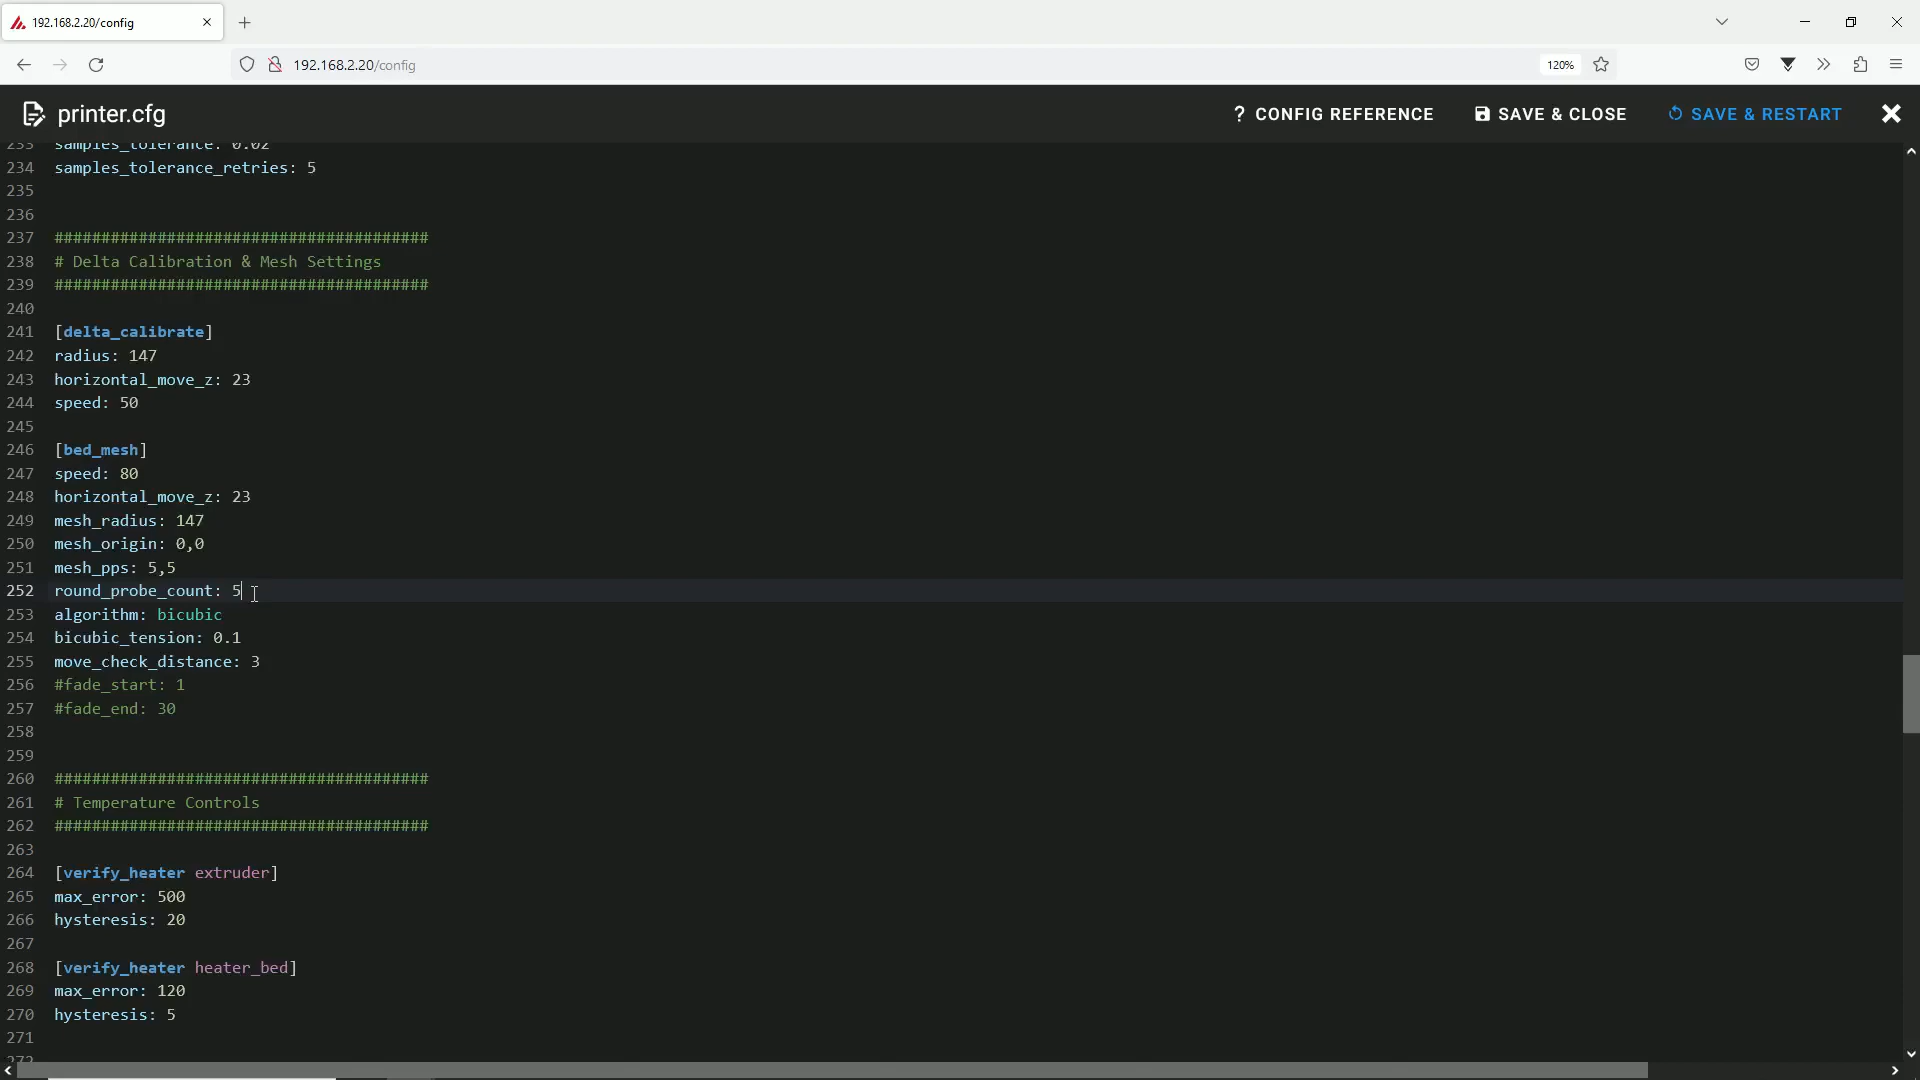 192.168.2.20/config
192.168.2.20/config
120%
printer.cfg
? CONFIG REFERENCE
SAVE & CLOSE
SAVE & RESTART
233 samples_tolerance: 0.02
234 samples_tolerance_retries: 5
235
236
237 ########################################
238 # Delta Calibration & Mesh Settings
239 ########################################
240
241 [delta_calibrate]
242 radius: 147
243 horizontal_move_z: 23
244 speed: 50
245
246 [bed_mesh]
247 speed: 80
248 horizontal_move_z: 23
249 mesh_radius: 147
250 mesh_origin: 0,0
251 mesh_pps: 5,5
252 round_probe_count: 5
253 algorithm: bicubic
254 bicubic_tension: 0.1
255 move_check_distance: 3
256 #fade_start: 1
257 #fade_end: 30
258
259
260 ########################################
261 # Temperature Controls
262 ########################################
263
264 [verify_heater extruder]
265 max_error: 500
266 hysteresis: 20
267
268 [verify_heater heater_bed]
269 max_error: 120
270 hysteresis: 5
271
272